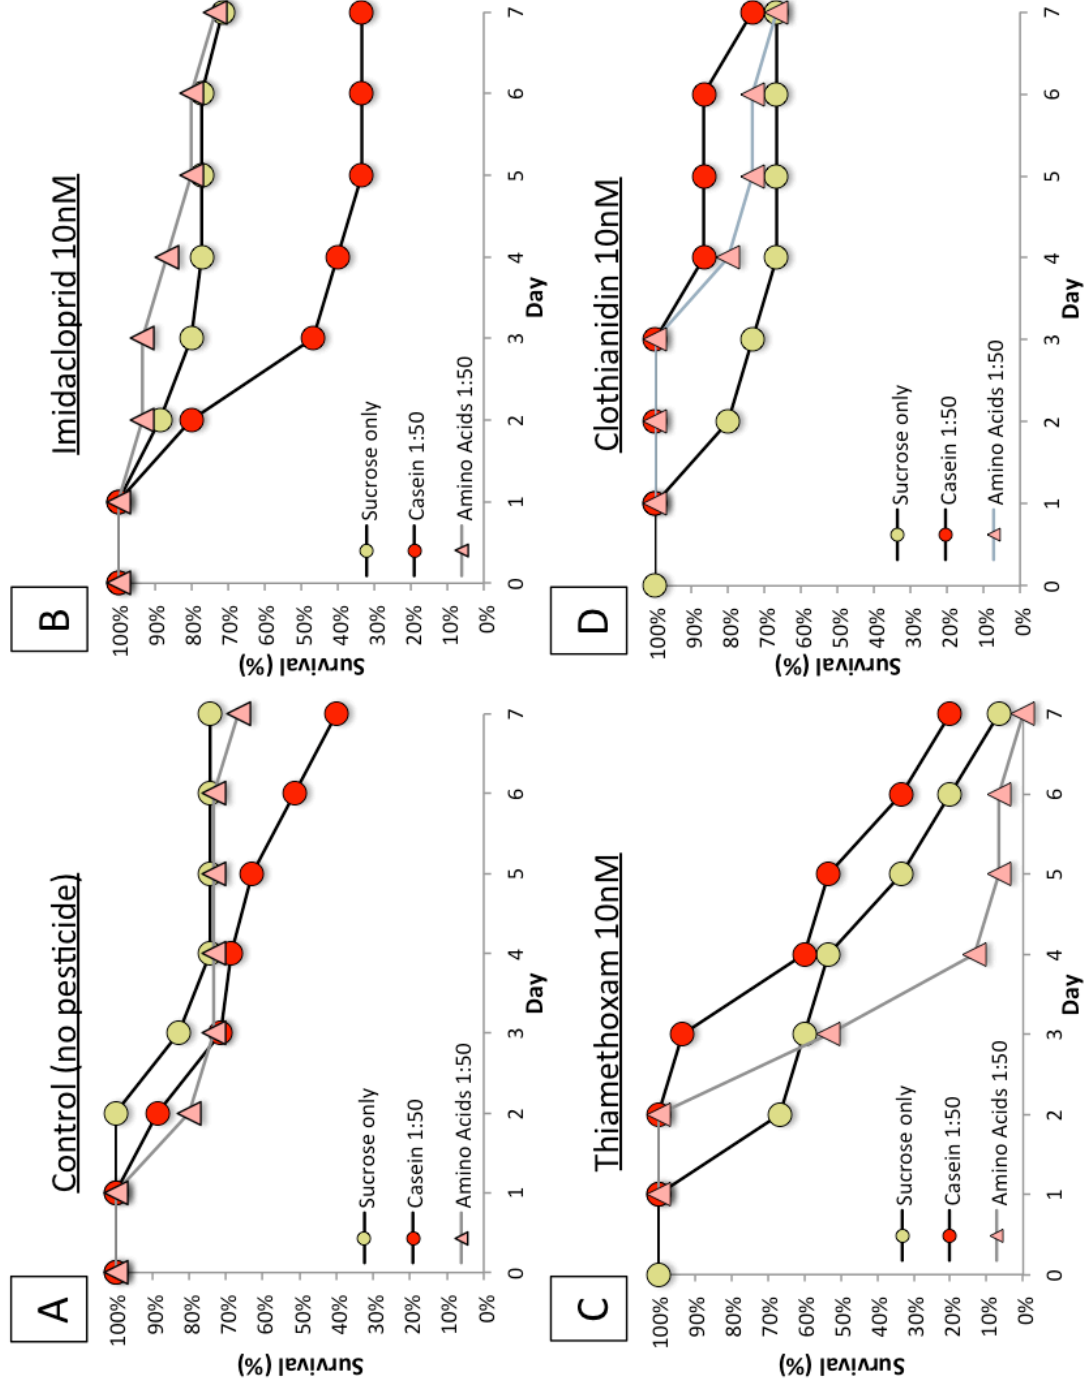 A
Control (no pesticide)
Survival (%)
100%
90%
80%
70%
60%
50%
40%
30%
20%
10%
0%
Sucrose only
Casein 1:50
Amino Acids 1:50
0 1 2 3 4 5 6 7
Day
B
Imidacloprid 10nM
Survival (%)
100%
90%
80%
70%
60%
50%
40%
30%
20%
10%
0%
Sucrose only
Casein 1:50
Amino Acids 1:50
0 1 2 3 4 5 6 7
Day
C
Thiamethoxam 10nM
Survival (%)
100%
90%
80%
70%
60%
50%
40%
30%
20%
10%
0%
Sucrose only
Casein 1:50
Amino Acids 1:50
0 1 2 3 4 5 6 7
Day
D
Clothianidin 10nM
Survival (%)
100%
90%
80%
70%
60%
50%
40%
30%
20%
10%
0%
Sucrose only
Casein 1:50
Amino Acids 1:50
0 1 2 3 4 5 6 7
Day